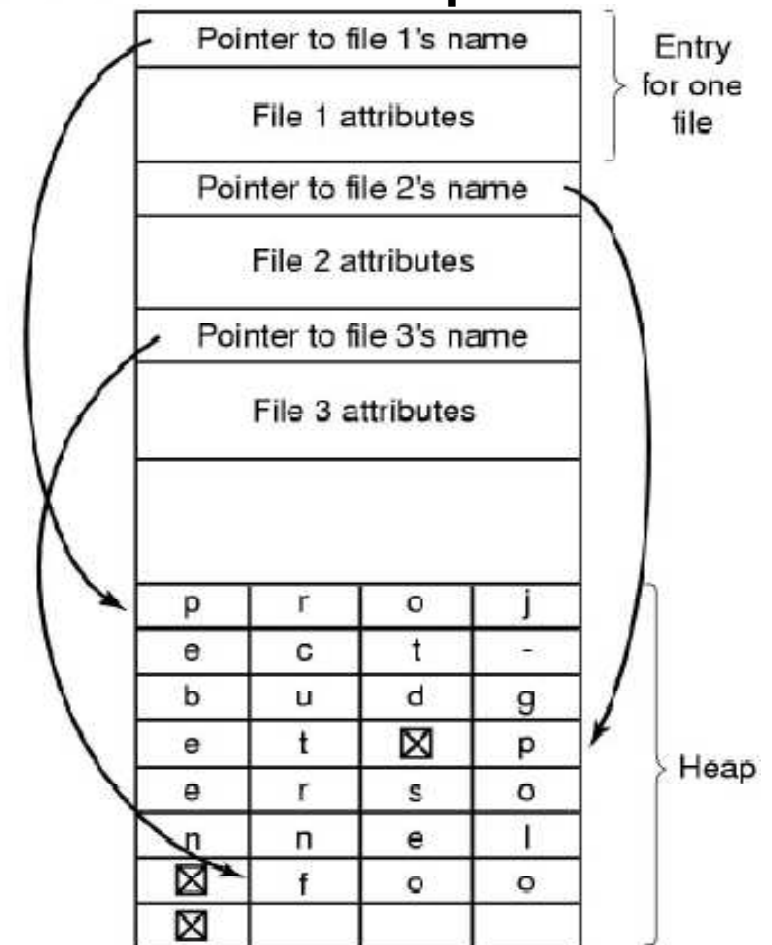 Pointer to file 1's name
Entry
for one
file
File 1 attributes
Pointer to file 2's name
File 2 attributes
Pointer to file 3's name
File 3 attributes
p r o j
e c t -
b u d g
e t p
e r s o
n n e l
f o o
Heap